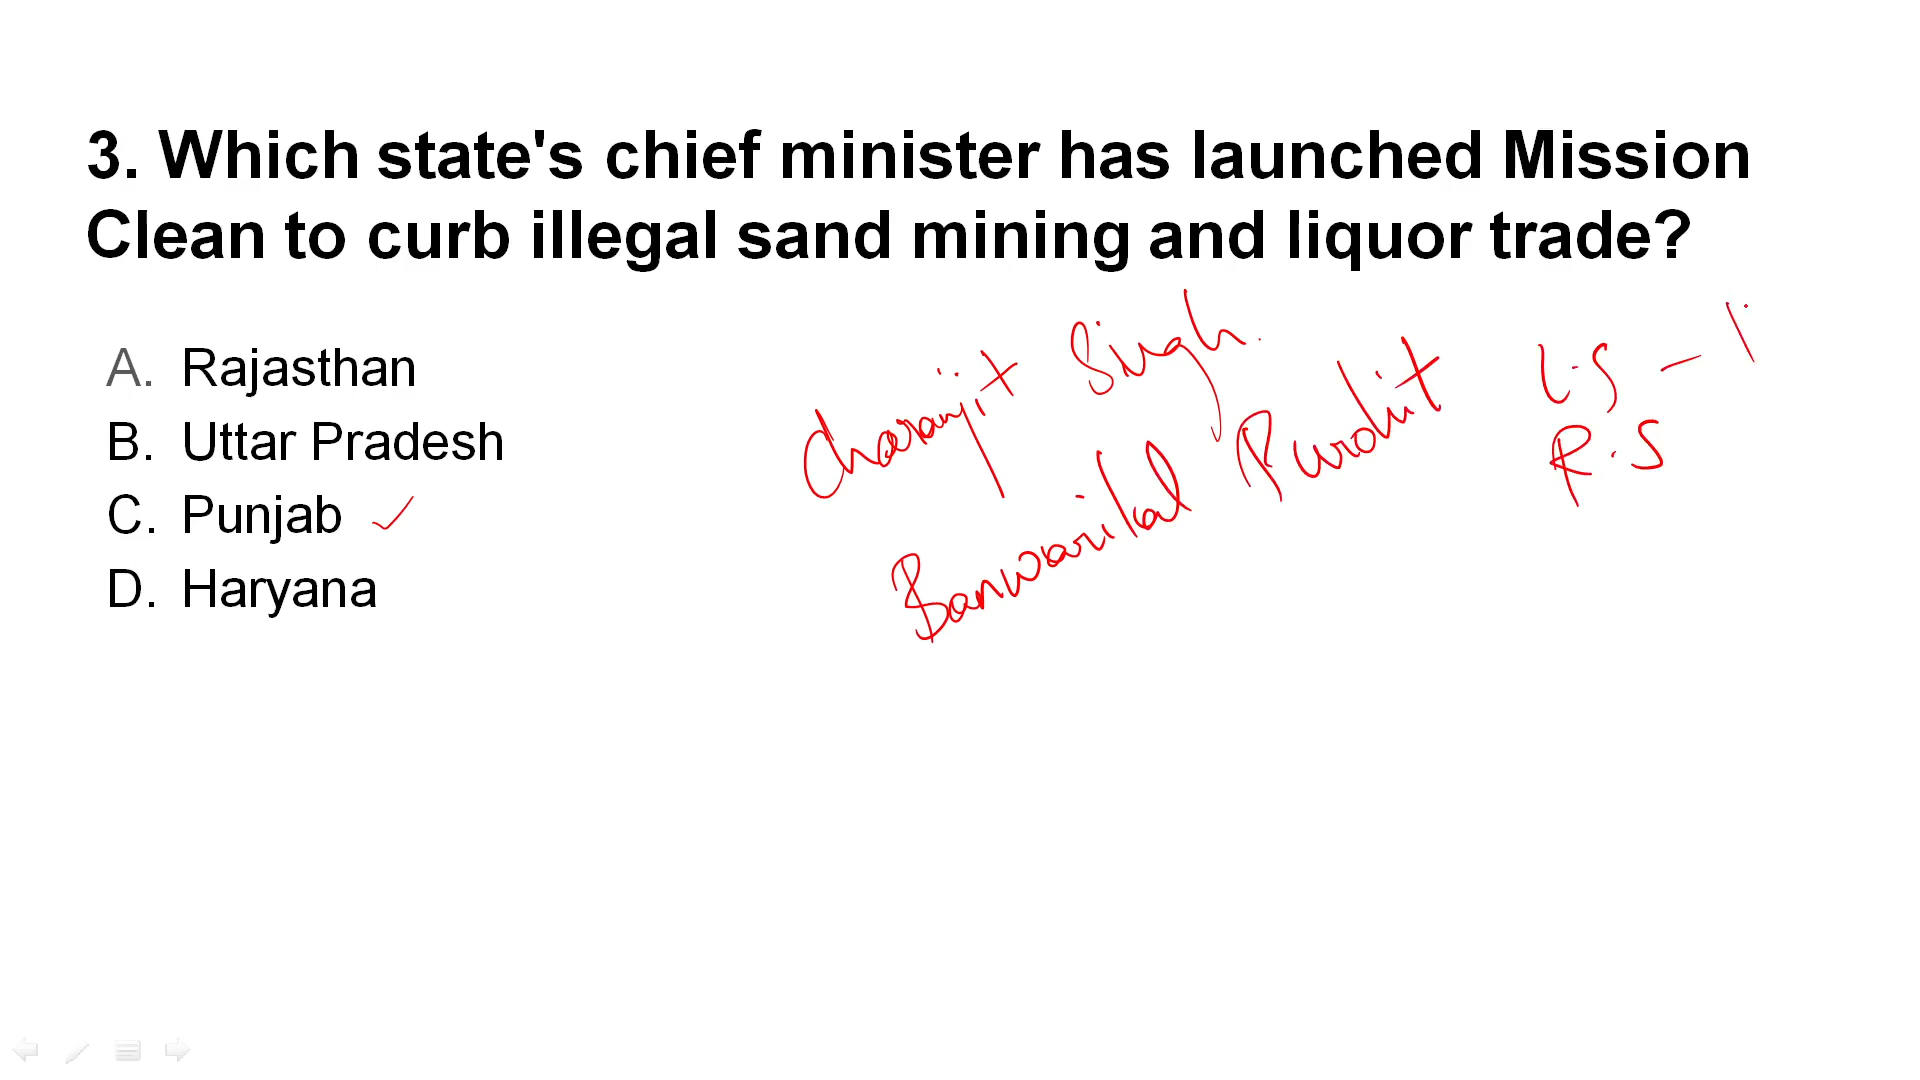 3. Which state's chief minister has launched Mission
Clean to curb illegal sand mining and liquor trade?
A. Rajasthan
B. Uttar Pradesh
C. Punjab
D. Haryana
Charanjit Singh.
Banwarilal Purohit
L.S - 1
R.S